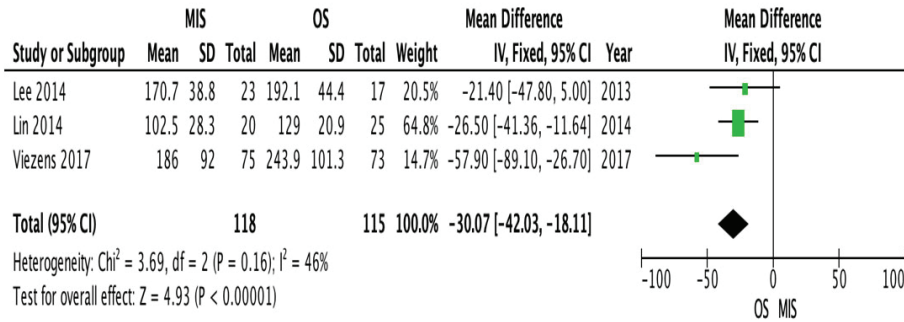 MIS OS Mean Difference Mean Difference
Study or Subgroup Mean SD Total Mean SD Total Weight IV, Fixed, 95% CI Year IV, Fixed, 95% CI
Lee 2014 170.7 38.8 23 192.1 44.4 17 20.5% −21.40 [−47.80, 5.00] 2013
Lin 2014 102.5 28.3 20 129 20.9 25 64.8% −26.50 [−41.36, −11.64] 2014
Viezens 2017 186 92 75 243.9 101.3 73 14.7% −57.90 [−89.10, −26.70] 2017
Total (95% CI) 118 115 100.0% −30.07 [−42.03, −18.11]
Heterogeneity: Chi² = 3.69, df = 2 (P = 0.16); I² = 46%
Test for overall effect: Z = 4.93 (P < 0.00001)
−100 −50 0 50 100
OS MIS